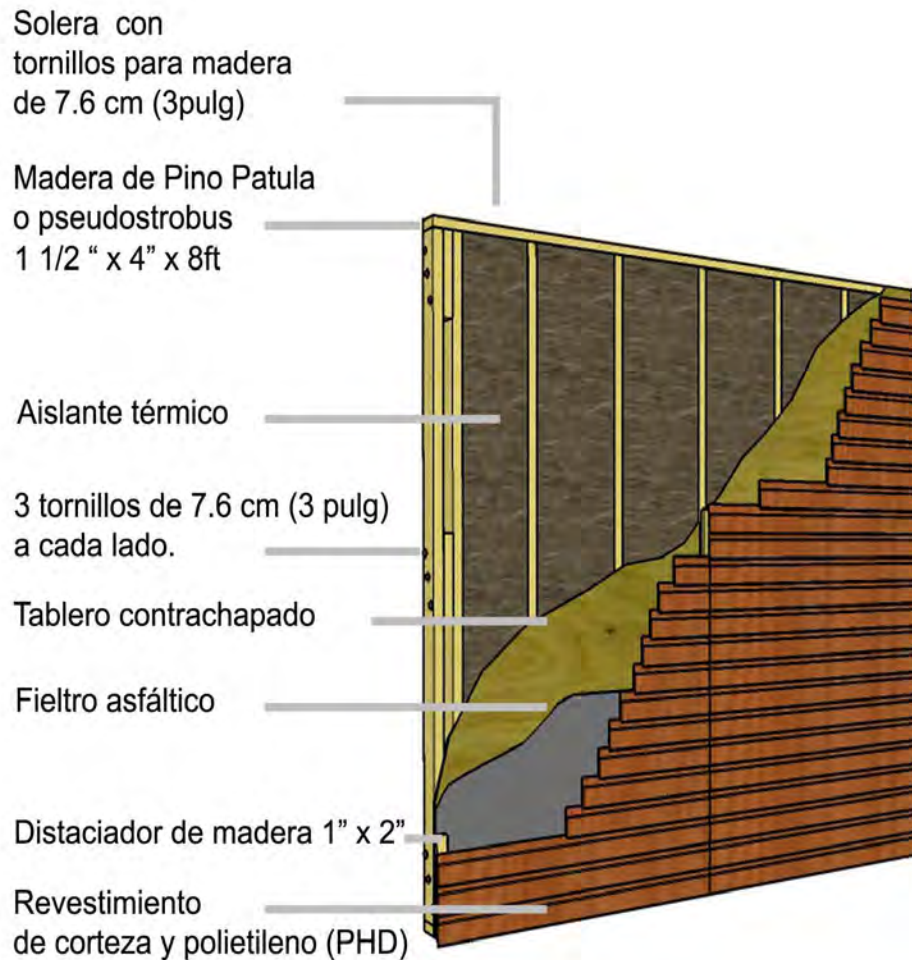 Solera con
tornillos para madera
de 7.6 cm (3pulg)
Madera de Pino Patula
o pseudostrobus
1 1/2 “ x 4” x 8ft
Aislante térmico
3 tornillos de 7.6 cm (3 pulg)
a cada lado.
Tablero contrachapado
Fieltro asfáltico
Distaciador de madera 1” x 2”
Revestimiento
de corteza y polietileno (PHD)